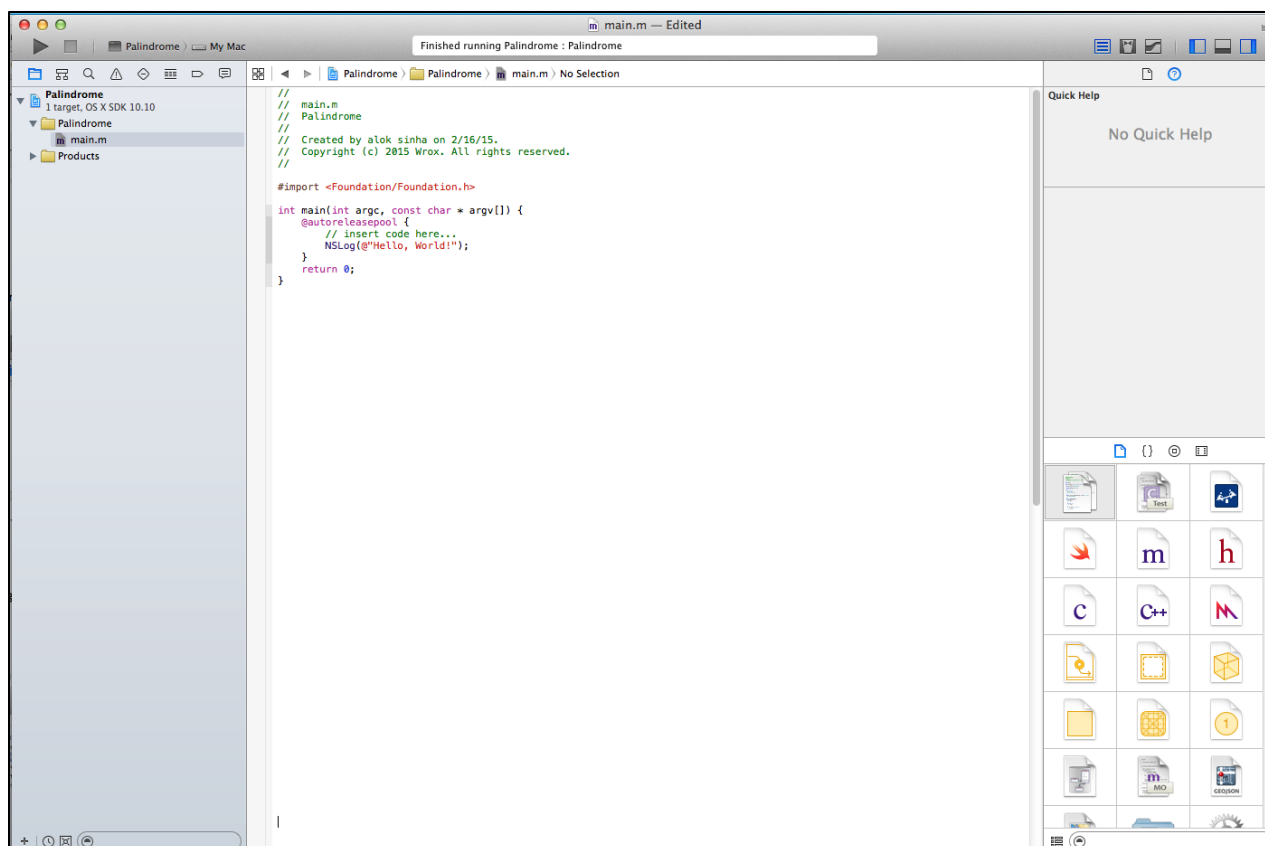 main.m — Edited
Palindrome 〉 My Mac
Finished running Palindrome : Palindrome
Palindrome 〉 Palindrome 〉 main.m 〉 No Selection
Palindrome
1 target, OS X SDK 10.10
Palindrome
main.m
Products
//
//  main.m
//  Palindrome
//
//  Created by alok sinha on 2/16/15.
//  Copyright (c) 2015 Wrox. All rights reserved.
//
#import <Foundation/Foundation.h>
int main(int argc, const char * argv[]) {
    @autoreleasepool {
        // insert code here...
        NSLog(@"Hello, World!");
    }
    return 0;
}
Quick Help
No Quick Help
{}
C Test
m h
C C++
1
m MO GEOJSON